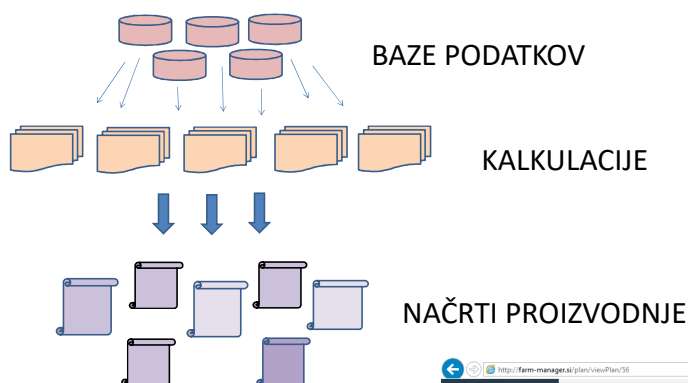 BAZE PODATKOV
KALKULACIJE
NAČRTI PROIZVODNJE
http://farm-manager.si/plan/viewPlan/56